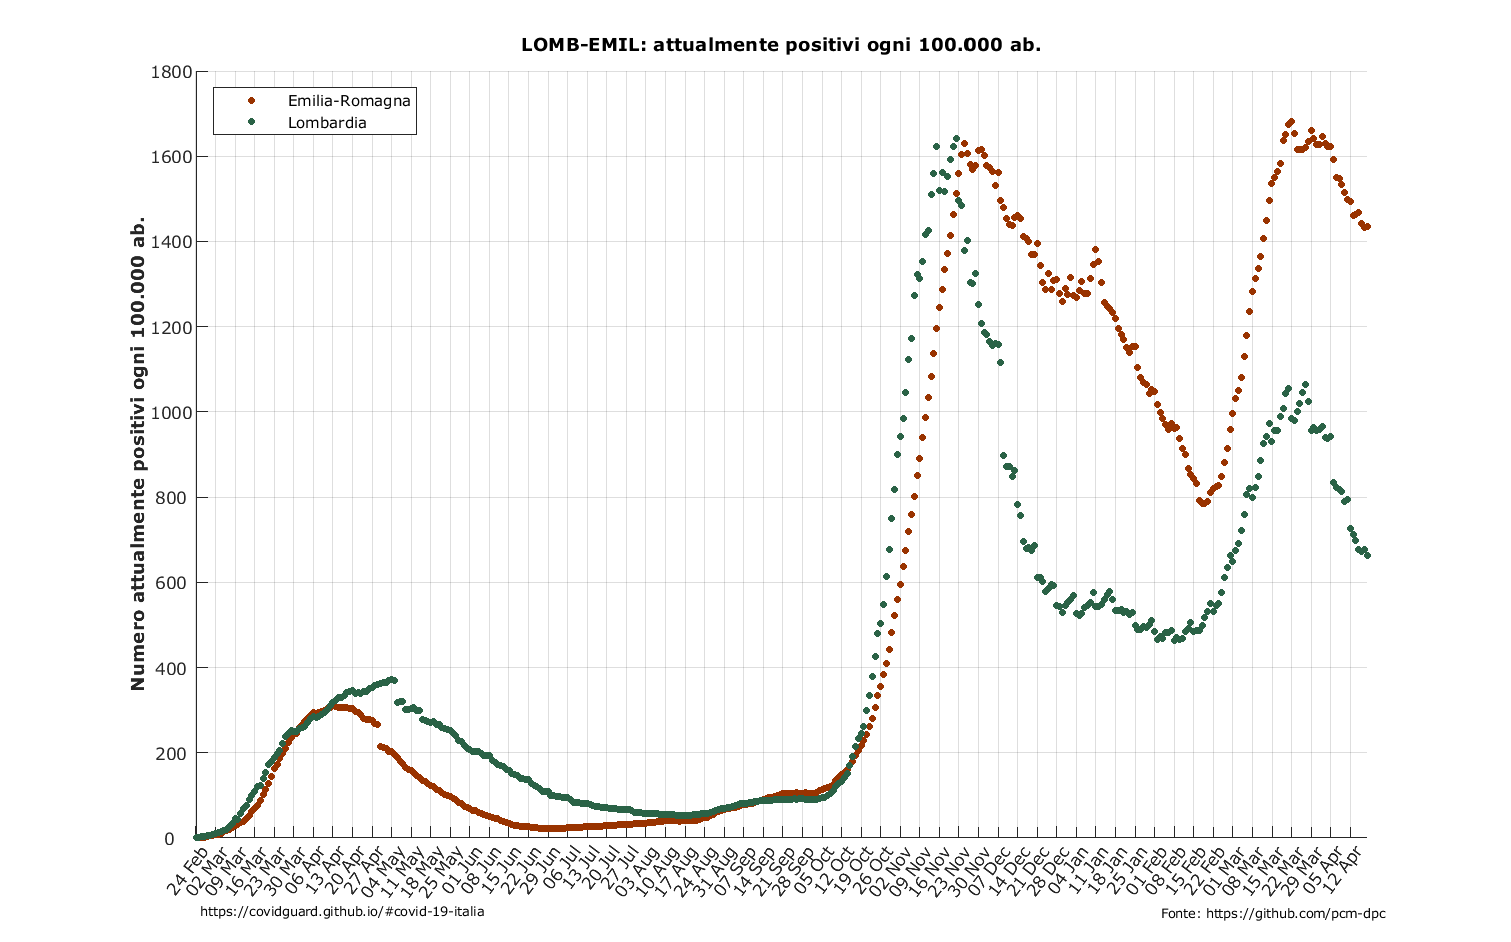 LOMB-EMIL: attualmente positivi ogni 100.000 ab.
Numero attualmente positivi ogni 100.000 ab.
1800
1600
1400
1200
1000
800
600
400
200
0
Emilia-Romagna
Lombardia
24 Feb
02 Mar
09 Mar
16 Mar
23 Mar
30 Mar
06 Apr
13 Apr
20 Apr
27 Apr
04 May
11 May
18 May
25 May
01 Jun
08 Jun
15 Jun
22 Jun
29 Jun
06 Jul
13 Jul
20 Jul
27 Jul
03 Aug
10 Aug
17 Aug
24 Aug
31 Aug
07 Sep
14 Sep
21 Sep
28 Sep
05 Oct
12 Oct
19 Oct
26 Oct
02 Nov
09 Nov
16 Nov
23 Nov
30 Nov
07 Dec
14 Dec
21 Dec
28 Dec
04 Jan
11 Jan
18 Jan
25 Jan
01 Feb
08 Feb
15 Feb
22 Feb
01 Mar
08 Mar
15 Mar
22 Mar
29 Mar
05 Apr
12 Apr
https://covidguard.github.io/#covid-19-italia
Fonte: https://github.com/pcm-dpc